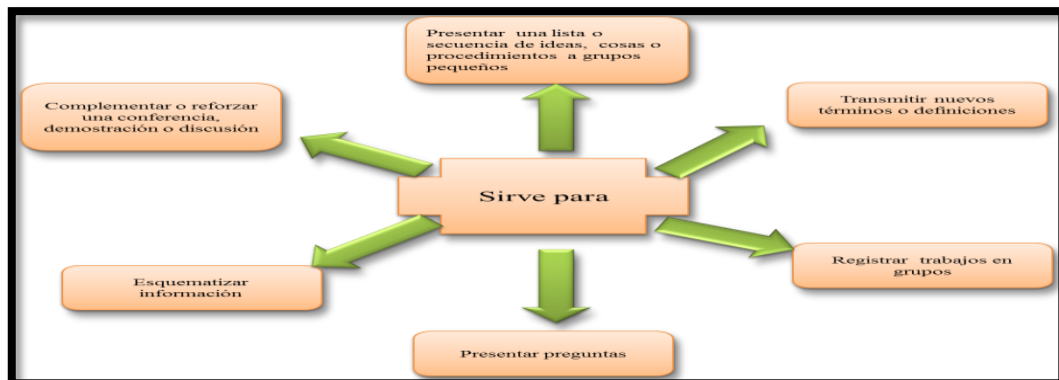 Presentar una lista o
secuencia de ideas, cosas o
procedimientos a grupos
pequeños
Complementar o reforzar
una conferencia,
demostración o discusión
Transmitir nuevos
términos o definiciones
Sirve para
Esquematizar
información
Registrar trabajos en
grupos
Presentar preguntas